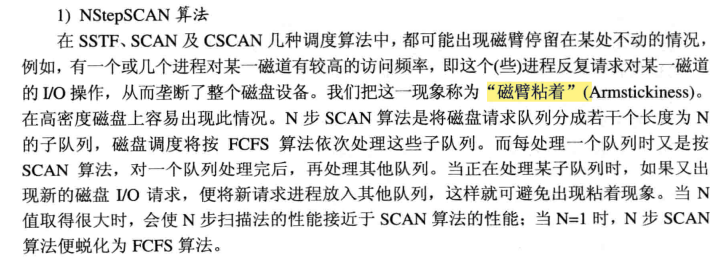 1) NStepSCAN 算法
在 SSTF、SCAN 及 CSCAN 几种调度算法中，都可能出现磁臂停留在某处不动的情况，
例如，有一个或几个进程对某一磁道有较高的访问频率，即这个(些)进程反复请求对某一磁道
的 I/O 操作，从而垄断了整个磁盘设备。我们把这一现象称为“磁臂粘着”(Armstickiness)。
在高密度磁盘上容易出现此情况。N 步 SCAN 算法是将磁盘请求队列分成若干个长度为 N
的子队列，磁盘调度将按 FCFS 算法依次处理这些子队列。而每处理一个队列时又是按
SCAN 算法，对一个队列处理完后，再处理其他队列。当正在处理某子队列时，如果又出
现新的磁盘 I/O 请求，便将新请求进程放入其他队列，这样就可避免出现粘着现象。当 N
值取得很大时，会使 N 步扫描法的性能接近于 SCAN 算法的性能；当 N=1 时，N 步 SCAN
算法便蜕化为 FCFS 算法。